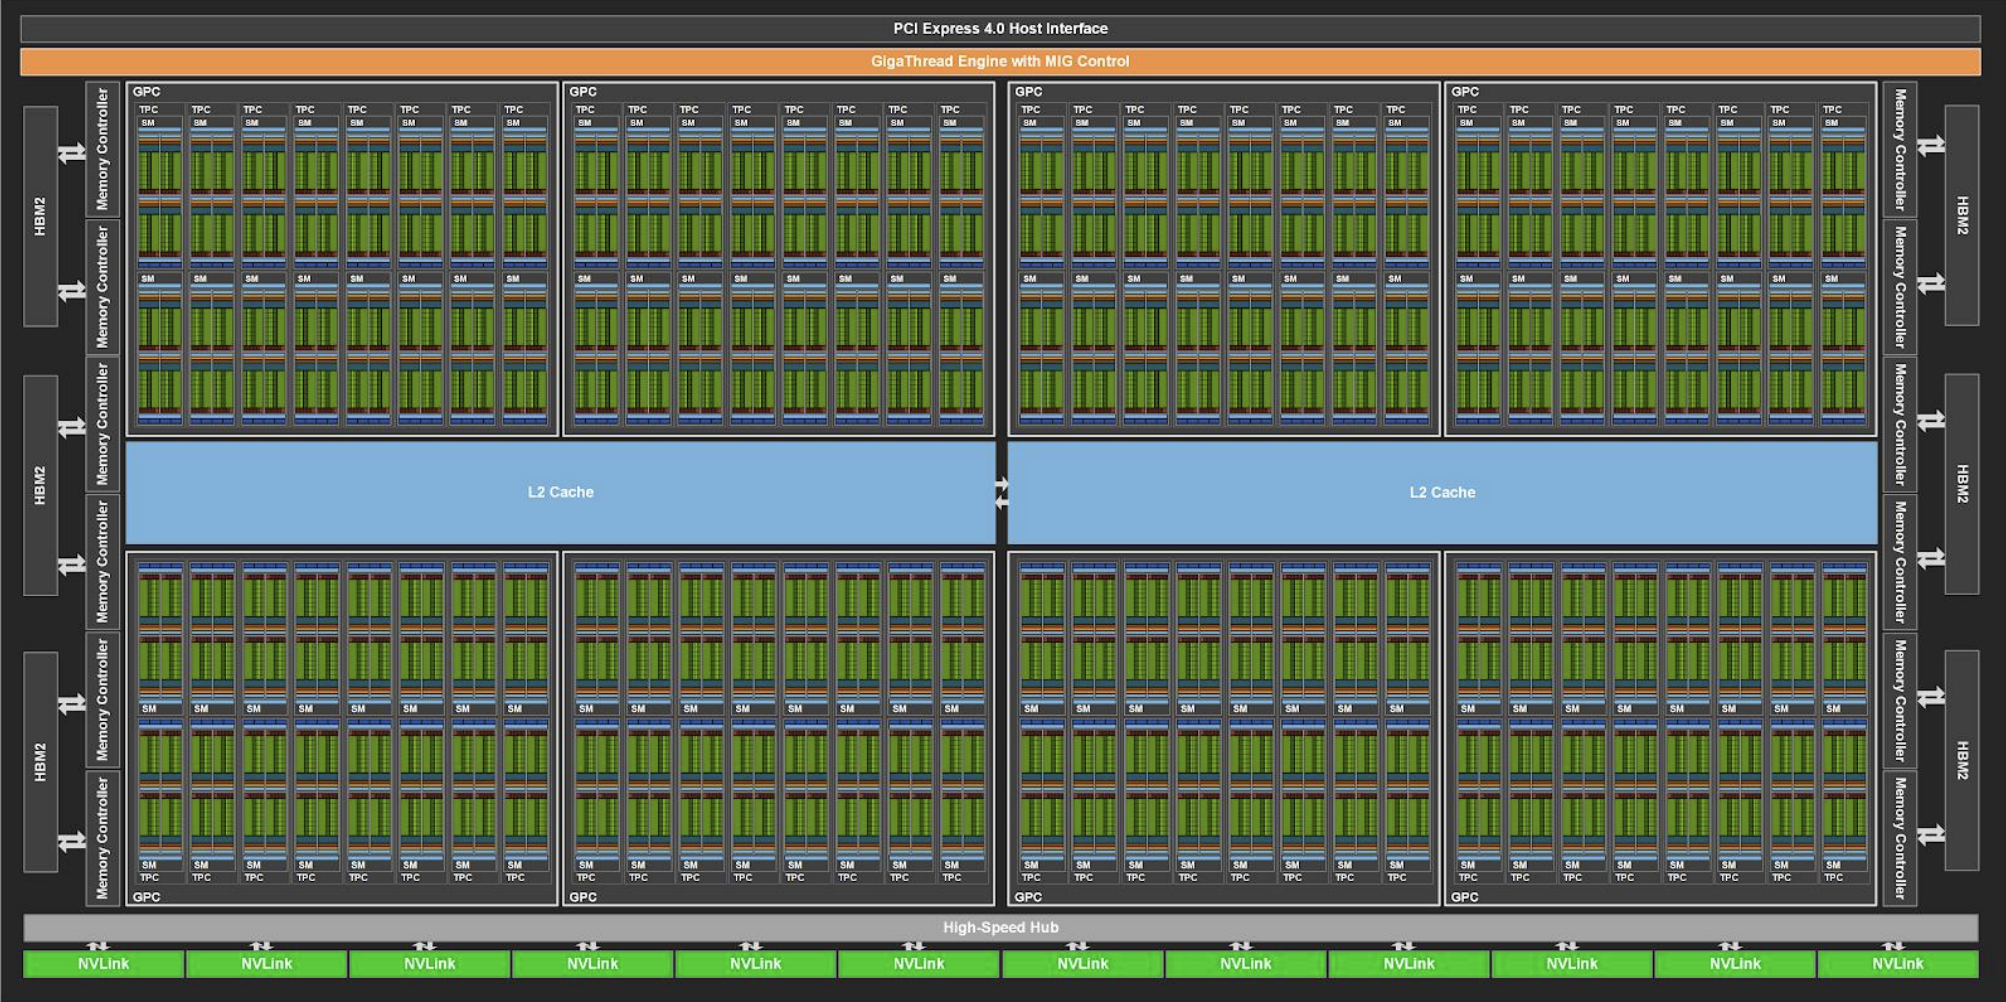 PCI Express 4.0 Host Interface
GigaThread Engine with MIG Control
GPC GPC GPC GPC
TPC TPC TPC TPC TPC TPC TPC TPC TPC TPC TPC TPC TPC TPC TPC TPC TPC TPC TPC TPC TPC TPC TPC TPC TPC TPC TPC TPC TPC TPC TPC TPC
SM SM SM SM SM SM SM SM SM SM SM SM SM SM SM SM SM SM SM SM SM SM SM SM SM SM SM SM SM SM SM SM
SM SM SM SM SM SM SM SM SM SM SM SM SM SM SM SM SM SM SM SM SM SM SM SM SM SM SM SM SM SM SM SM
HBM2
HBM2
HBM2
Memory Controller
Memory Controller
Memory Controller
Memory Controller
Memory Controller
Memory Controller
L2 Cache L2 Cache
Memory Controller
Memory Controller
Memory Controller
Memory Controller
Memory Controller
Memory Controller
HBM2
HBM2
HBM2
SM SM SM SM SM SM SM SM SM SM SM SM SM SM SM SM SM SM SM SM SM SM SM SM SM SM SM SM SM SM SM SM
SM SM SM SM SM SM SM SM SM SM SM SM SM SM SM SM SM SM SM SM SM SM SM SM SM SM SM SM SM SM SM SM
TPC TPC TPC TPC TPC TPC TPC TPC TPC TPC TPC TPC TPC TPC TPC TPC TPC TPC TPC TPC TPC TPC TPC TPC TPC TPC TPC TPC TPC TPC TPC TPC
GPC GPC GPC GPC
High-Speed Hub
NVLink NVLink NVLink NVLink NVLink NVLink NVLink NVLink NVLink NVLink NVLink NVLink